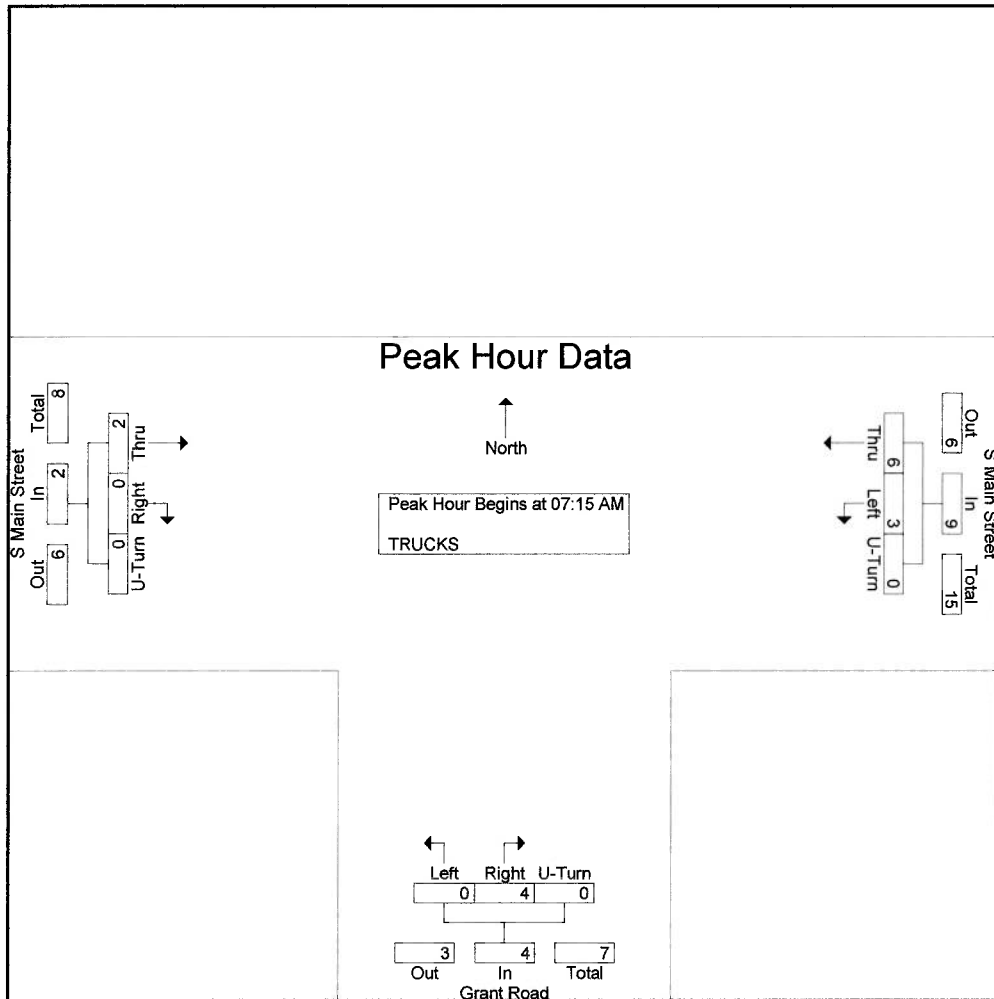 Peak Hour Data
North
Peak Hour Begins at 07:15 AM
TRUCKS
S Main Street
Out In Total
6 2 8
U-Turn Right Thru
0 0 2
S Main Street
Out In Total
6 9 15
Thru Left U-Turn
6 3 0
Left Right U-Turn
0 4 0
3 4 7
Out In Total
Grant Road